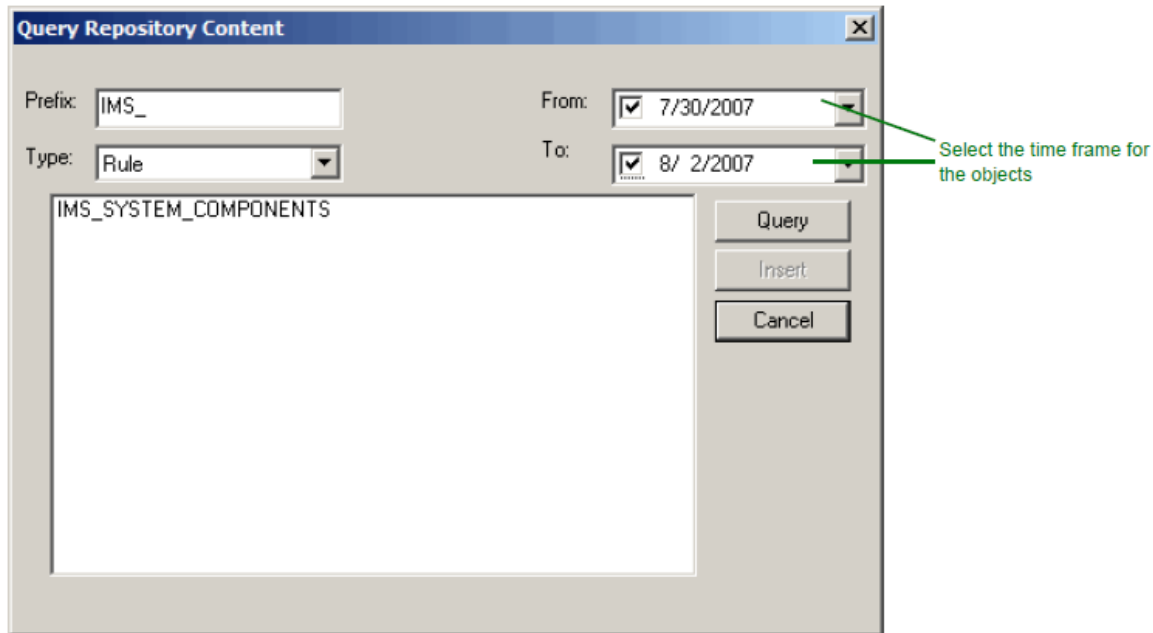 Query Repository Content
Prefix: IMS_
From: 7/30/2007
Type: Rule
To: 8/ 2/2007
Select the time frame for
the objects
IMS_SYSTEM_COMPONENTS
Query
Insert
Cancel